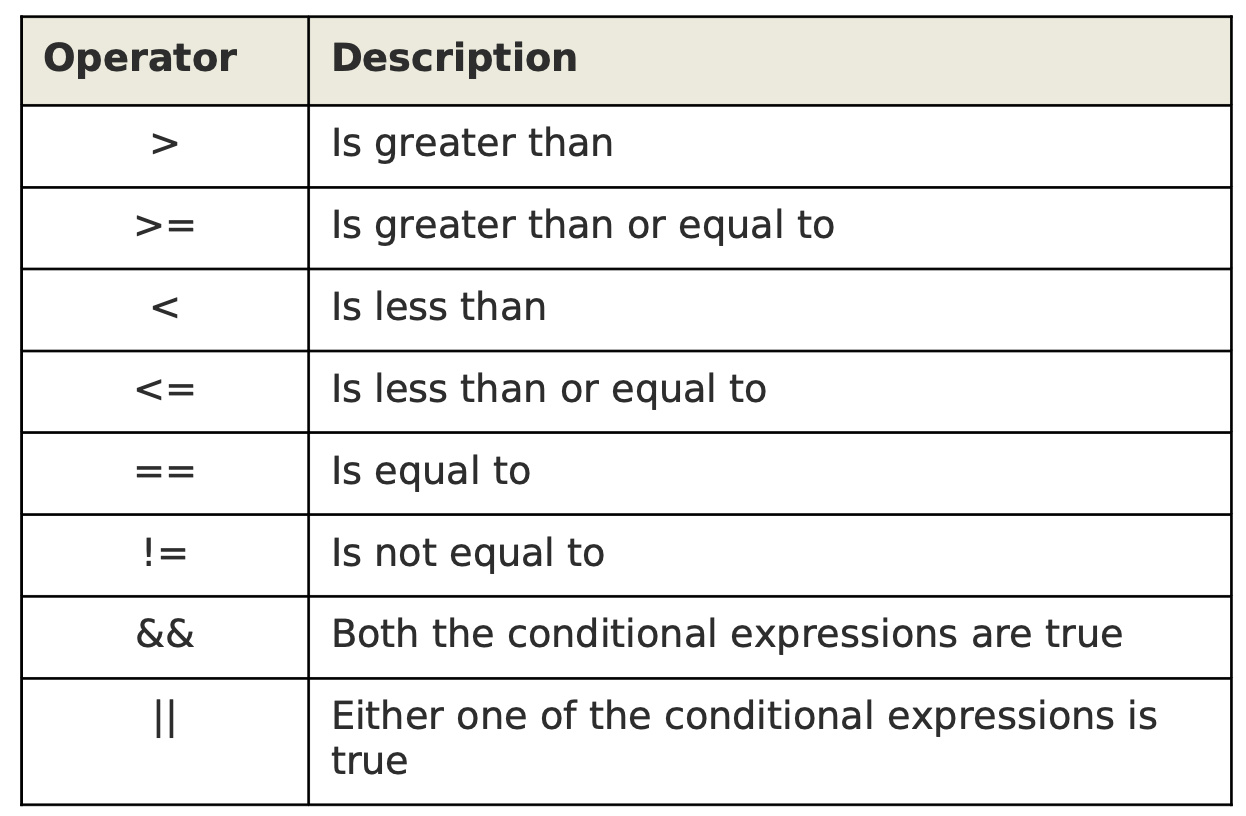 Operator Description
> Is greater than
>= Is greater than or equal to
< Is less than
<= Is less than or equal to
== Is equal to
!= Is not equal to
&& Both the conditional expressions are true
|| Either one of the conditional expressions is
true